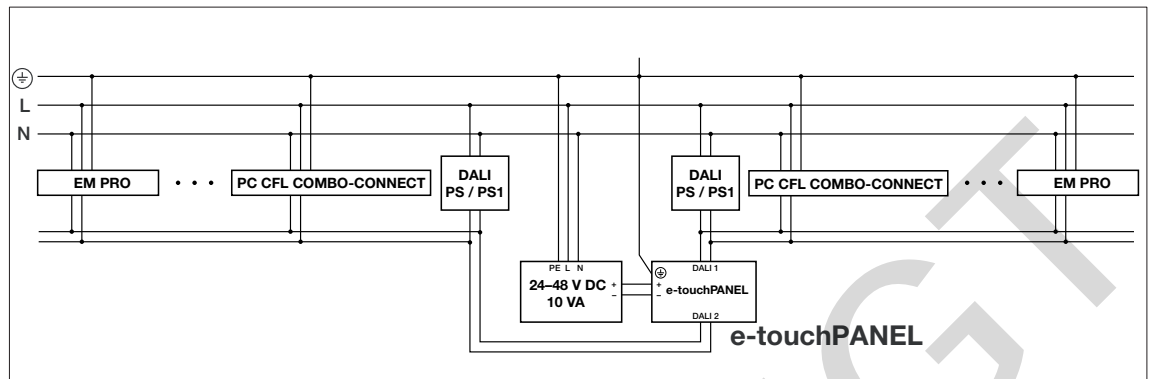 L
N
EM PRO
• • •
PC CFL COMBO-CONNECT
DALI
PS / PS1
DALI
PS / PS1
PC CFL COMBO-CONNECT
• • •
EM PRO
PE L N
24–48 V DC
10 VA
+
–
DALI 1
+
–
e-touchPANEL
DALI 2
e-touchPANEL
GT